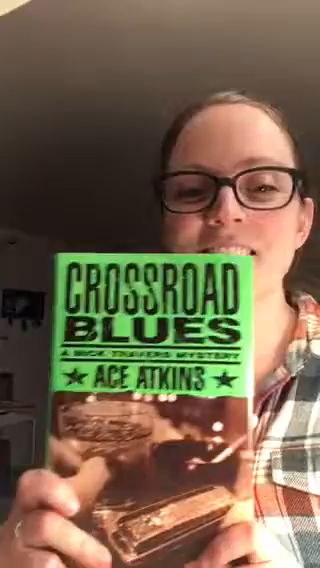 CROSSROAD
BLUES
A NICK TRAVERS MYSTERY
★ ACE ATKINS ★